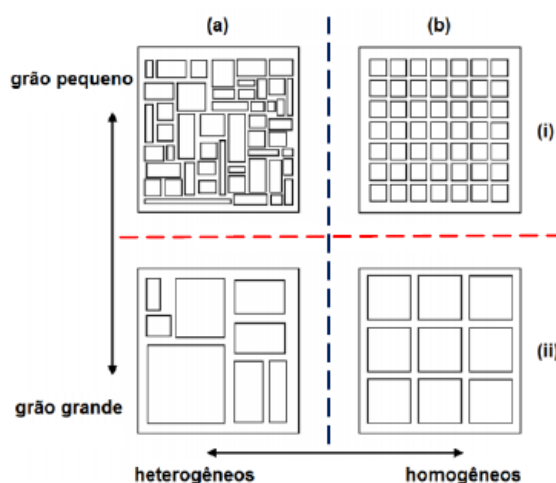 (a)
(b)
grão pequeno
(i)
(ii)
grão grande
heterogêneos
homogêneos